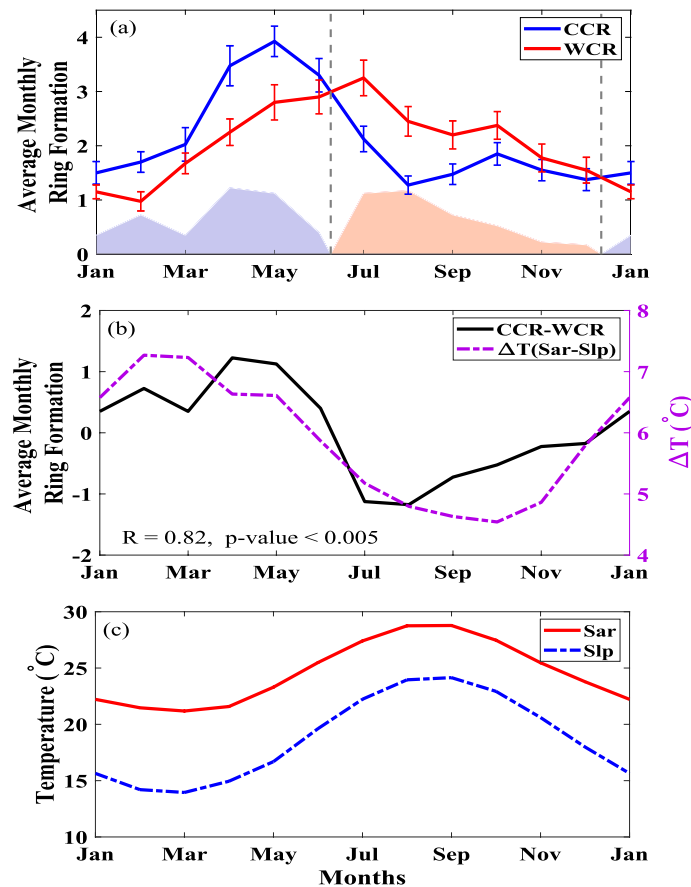 (a)
CCR
WCR
Average Monthly
Ring Formation
4
3
2
1
0
Jan Mar May Jul Sep Nov Jan
(b)
CCR-WCR
ΔT(Sar-Slp)
Average Monthly
Ring Formation
2
1
0
-1
-2
8
7
6
5
4
ΔT (°C)
R = 0.82, p-value < 0.005
Jan Mar May Jul Sep Nov Jan
(c)
Sar
Slp
Temperature (°C)
30
25
20
15
10
Jan Mar May Jul Sep Nov Jan
Months